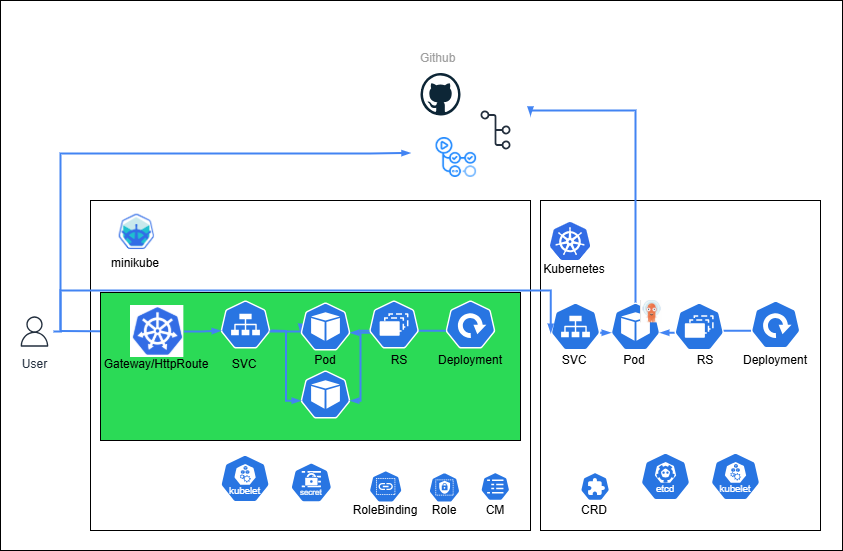 Github
minikube
Kubernetes
User
Gateway/HttpRoute
SVC
Pod
RS
Deployment
SVC
Pod
RS
Deployment
kubelet
secret
RoleBinding
Role
CM
CRD
etcd
kubelet